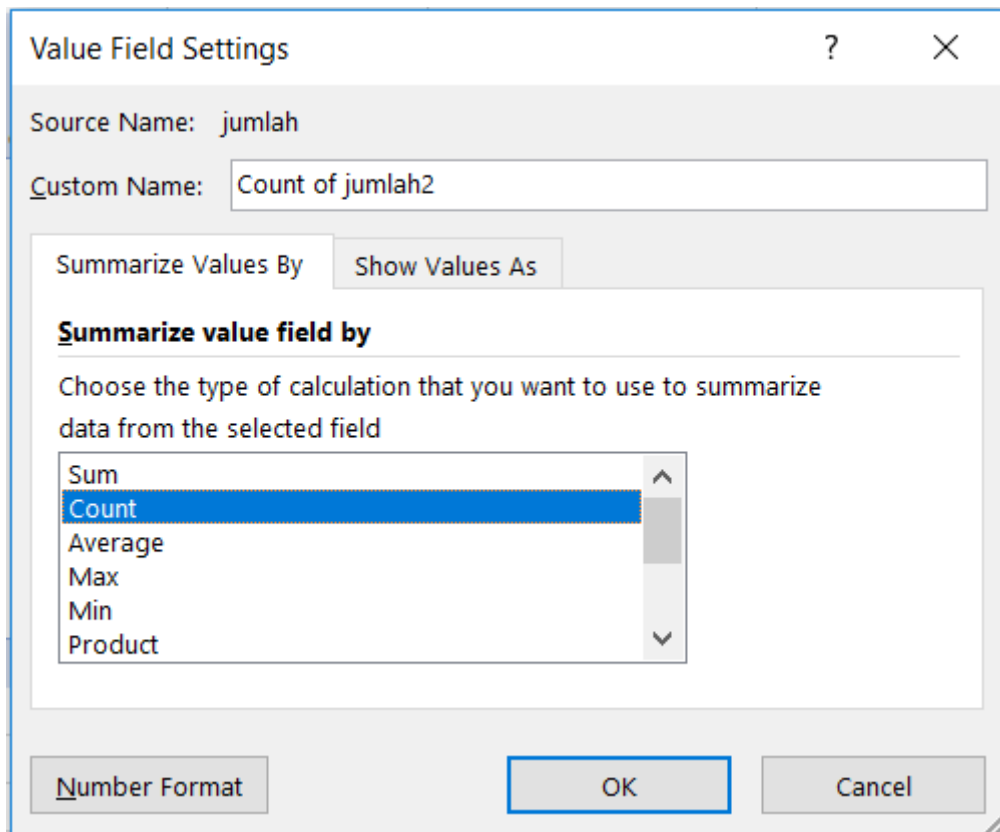 Value Field Settings ?
Source Name: jumlah
Custom Name: Count of jumlah2
Summarize Values By Show Values As
Summarize value field by
Choose the type of calculation that you want to use to summarize
data from the selected field
Sum
Count
Average
Max
Min
Product
Number Format OK Cancel